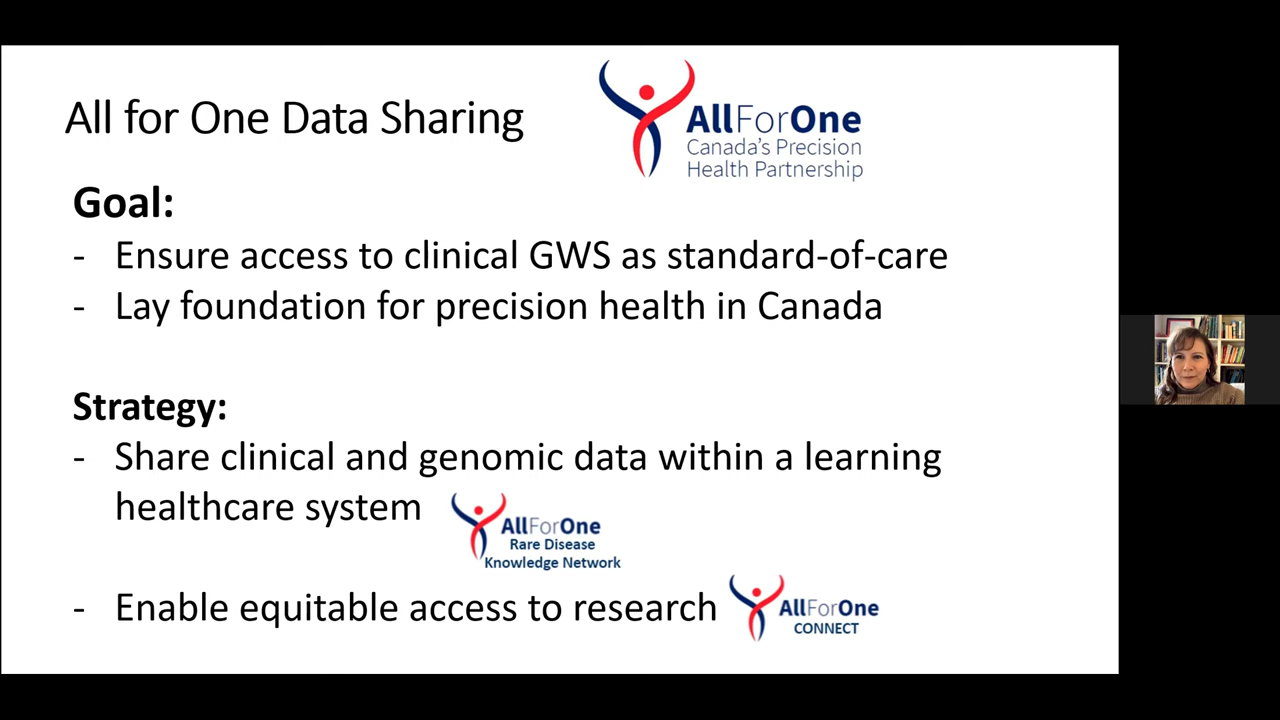 All for One Data Sharing
AllForOne
Canada's Precision
Health Partnership
Goal:
- Ensure access to clinical GWS as standard-of-care
- Lay foundation for precision health in Canada
Strategy:
- Share clinical and genomic data within a learning
healthcare system
AllForOne
Rare Disease
Knowledge Network
- Enable equitable access to research
AllForOne
CONNECT